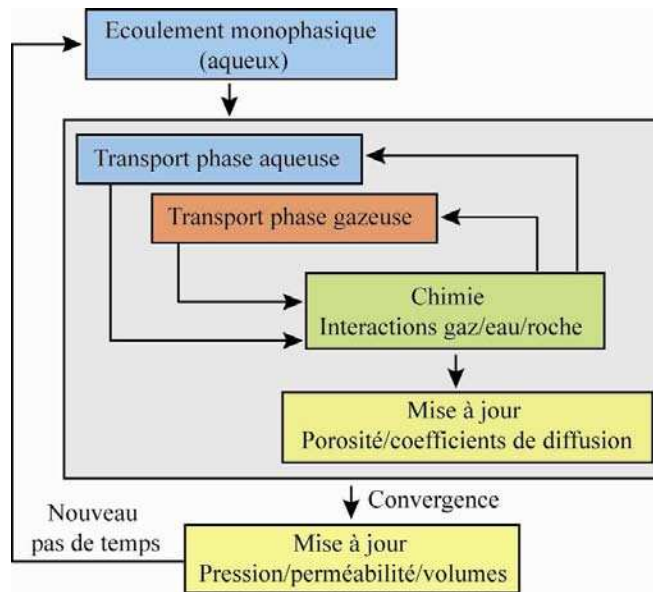 Ecoulement monophasique
(aqueux)
Transport phase aqueuse
Transport phase gazeuse
Chimie
Interactions gaz/eau/roche
Mise à jour
Porosité/coefficients de diffusion
Convergence
Nouveau
pas de temps
Mise à jour
Pression/perméabilité/volumes